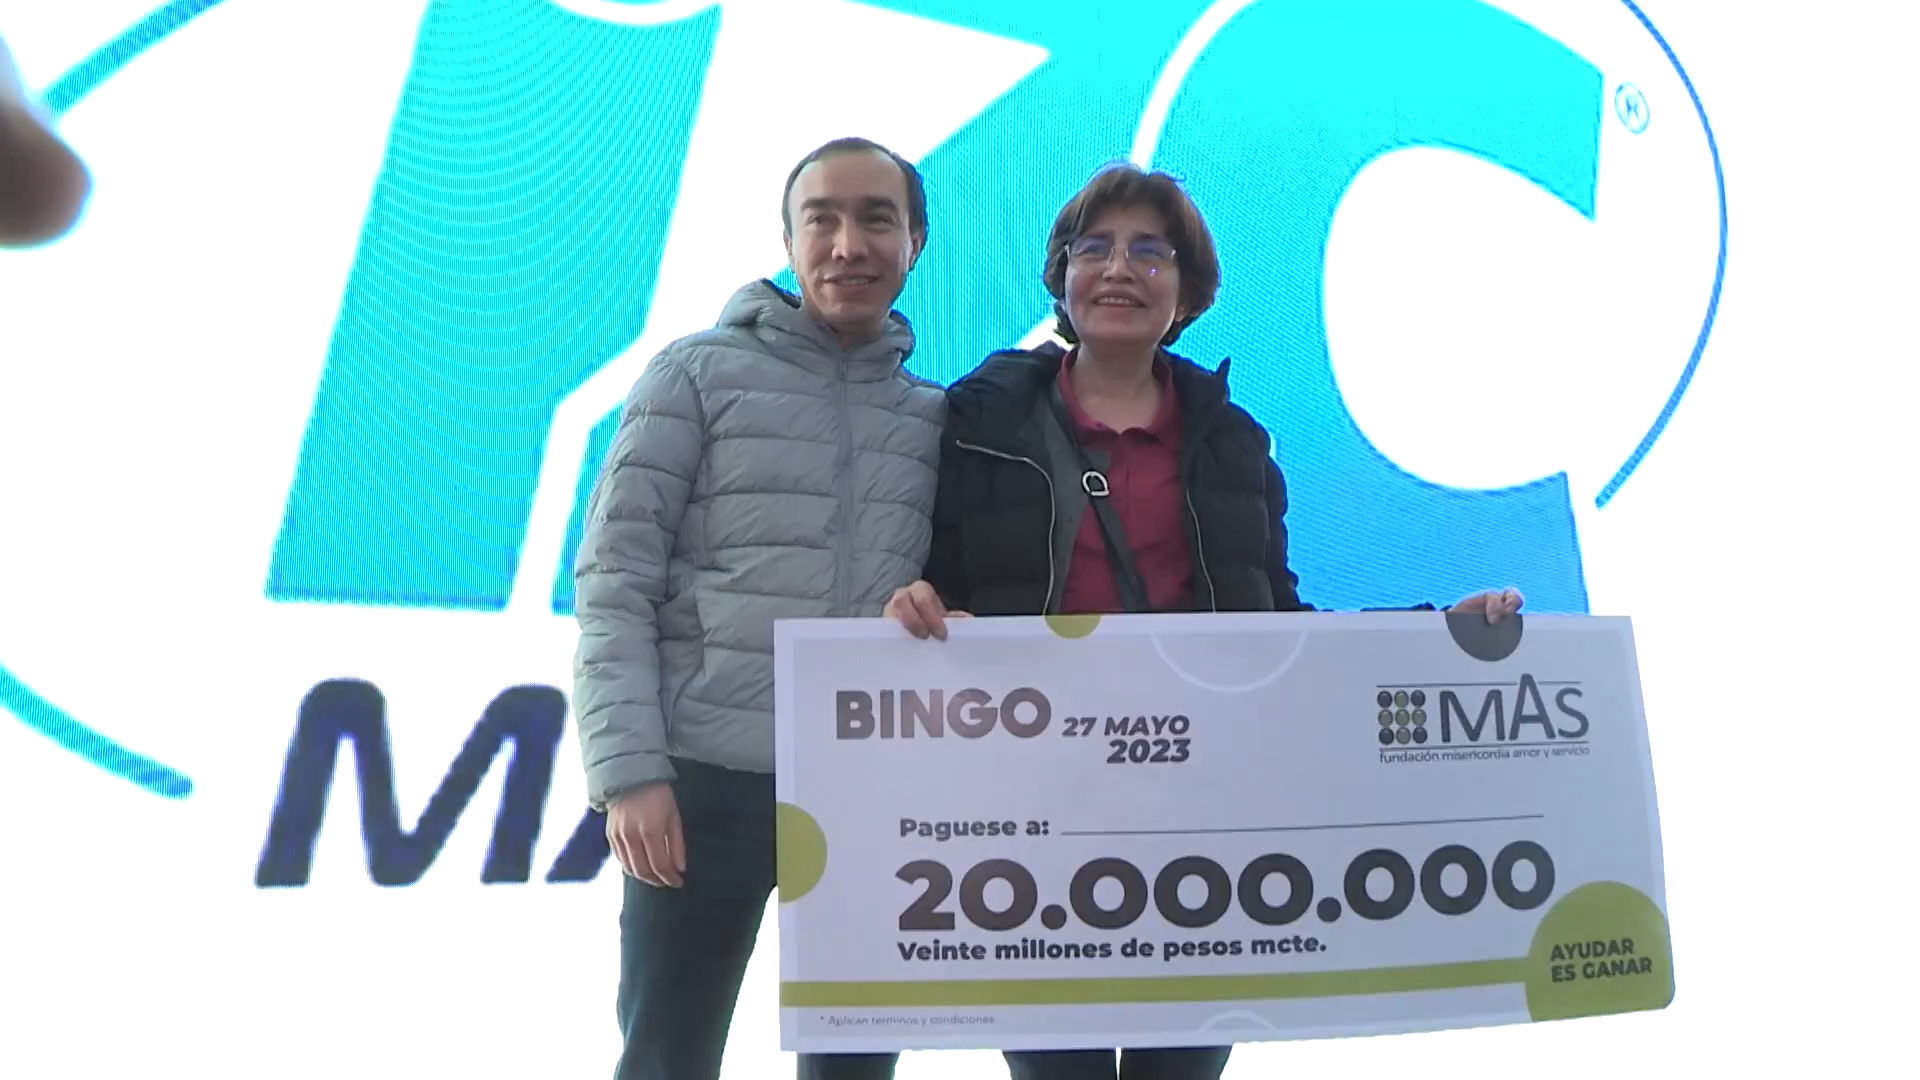 ®
MA
BINGO 27 MAYO
2023
MAS
fundación misericordia amor y servicio
Paguese a:
20.000.000
Veinte millones de pesos mcte.
AYUDAR
ES GANAR
* Aplican terminos y condiciones.